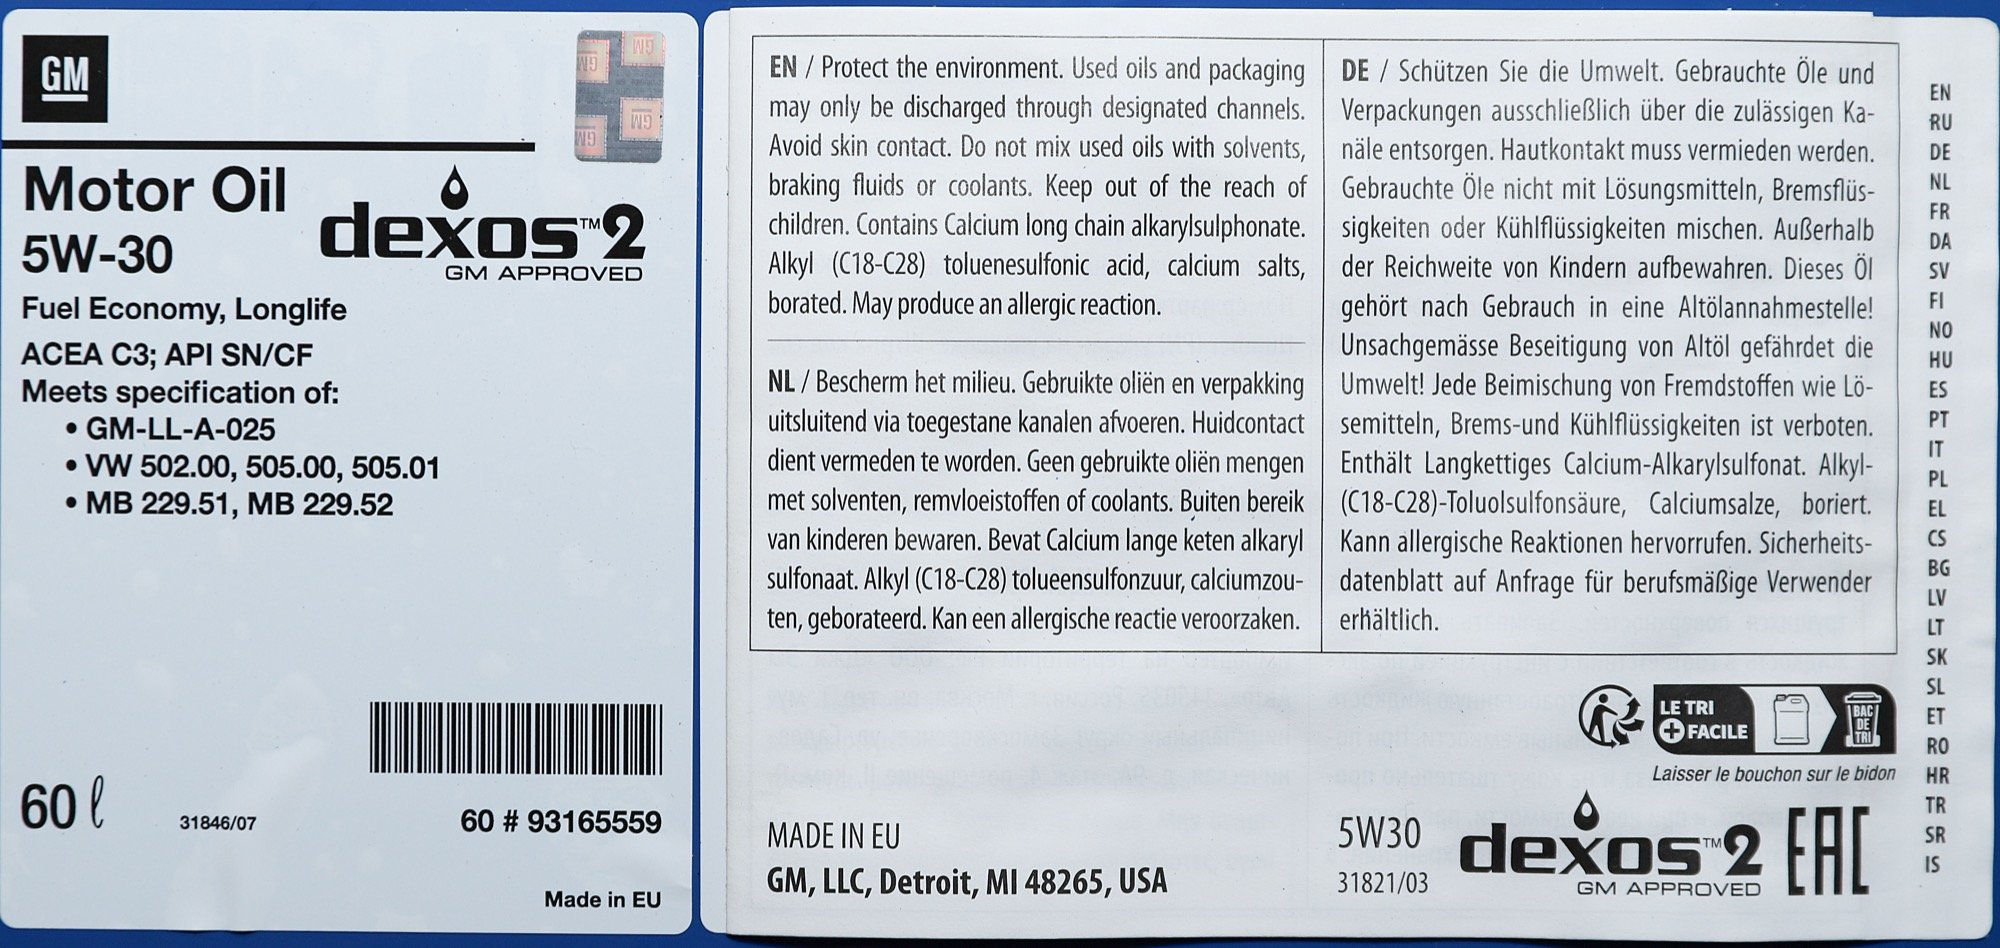 GM
Motor Oil
5W-30
dexos™2
GM APPROVED
Fuel Economy, Longlife
ACEA C3; API SN/CF
Meets specification of:
• GM-LL-A-025
• VW 502.00, 505.00, 505.01
• MB 229.51, MB 229.52
60 ℓ
31846/07
60 # 93165559
Made in EU
EN / Protect the environment. Used oils and packaging
may only be discharged through designated channels.
Avoid skin contact. Do not mix used oils with solvents,
braking fluids or coolants. Keep out of the reach of
children. Contains Calcium long chain alkarylsulphonate.
Alkyl (C18-C28) toluenesulfonic acid, calcium salts,
borated. May produce an allergic reaction.
NL / Bescherm het milieu. Gebruikte oliën en verpakking
uitsluitend via toegestane kanalen afvoeren. Huidcontact
dient vermeden te worden. Geen gebruikte oliën mengen
met solventen, remvloeistoffen of coolants. Buiten bereik
van kinderen bewaren. Bevat Calcium lange keten alkaryl
sulfonaat. Alkyl (C18-C28) tolueensulfonzuur, calciumzou-
ten, geborateerd. Kan een allergische reactie veroorzaken.
DE / Schützen Sie die Umwelt. Gebrauchte Öle und
Verpackungen ausschließlich über die zulässigen Ka-
näle entsorgen. Hautkontakt muss vermieden werden.
Gebrauchte Öle nicht mit Lösungsmitteln, Bremsflüs-
sigkeiten oder Kühlflüssigkeiten mischen. Außerhalb
der Reichweite von Kindern aufbewahren. Dieses Öl
gehört nach Gebrauch in eine Altölannahmestelle!
Unsachgemässe Beseitigung von Altöl gefährdet die
Umwelt! Jede Beimischung von Fremdstoffen wie Lö-
semitteln, Brems-und Kühlflüssigkeiten ist verboten.
Enthält Langkettiges Calcium-Alkarylsulfonat. Alkyl-
(C18-C28)-Toluolsulfonsäure, Calciumsalze, boriert.
Kann allergische Reaktionen hervorrufen. Sicherheits-
datenblatt auf Anfrage für berufsmäßige Verwender
erhältlich.
LE TRI
+ FACILE
BAC
DE
TRI
Laisser le bouchon sur le bidon
MADE IN EU
GM, LLC, Detroit, MI 48265, USA
5W30
31821/03
dexos™2
GM APPROVED
EAC
EN
RU
DE
NL
FR
DA
SV
FI
NO
HU
ES
PT
IT
PL
EL
CS
BG
LV
LT
SK
SL
ET
RO
HR
TR
SR
IS